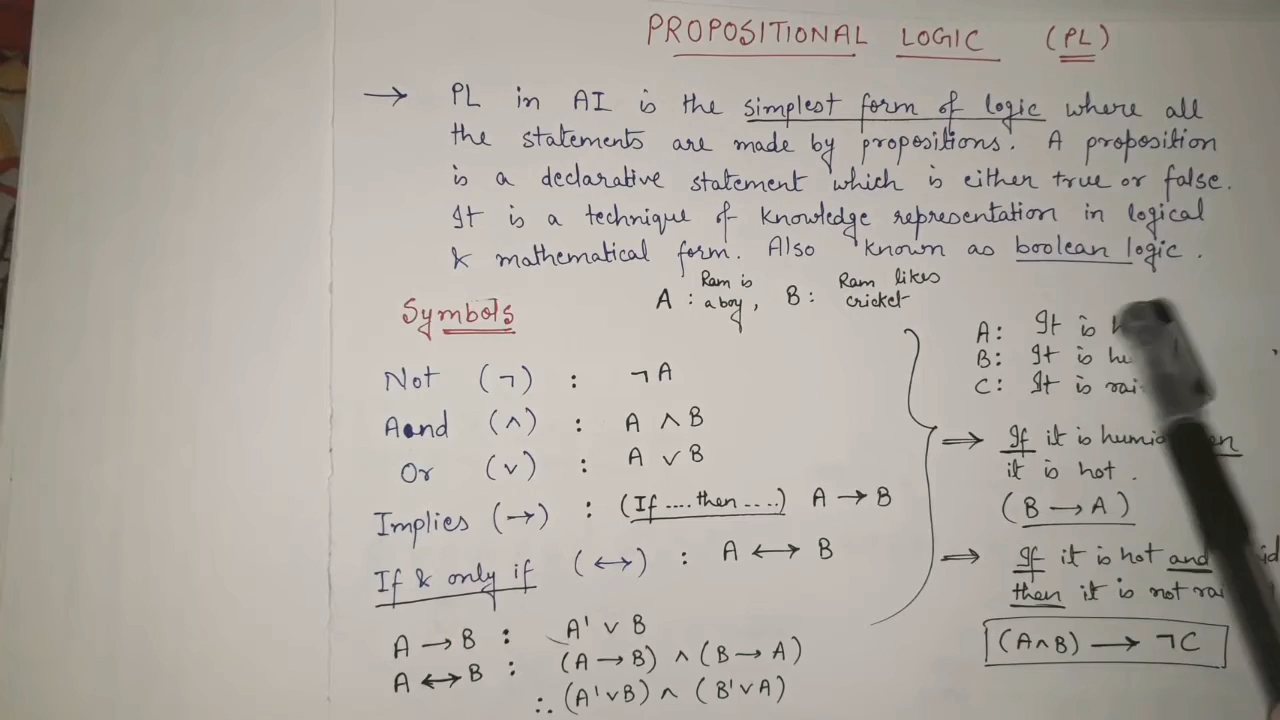 PROPOSITIONAL LOGIC (PL)
→ PL in AI is the simplest form of logic where all
the statements are made by propositions. A proposition
is a declarative statement which is either true or false.
It is a technique of knowledge representation in logical
& mathematical form. Also known as boolean logic.
A : Ram is a boy, B : Ram likes cricket
Symbols
Not (¬) : ¬A
And (∧) : A ∧ B
Or (∨) : A ∨ B
Implies (→) : (If .... then ....) A → B
If & only if (↔) : A ↔ B
A → B : A' ∨ B
A ↔ B : (A → B) ∧ (B → A)
∴ (A' ∨ B) ∧ (B' ∨ A)
A: It is
B: It is
C: It is
⇒ If it is
it is hot.
(B → A)
⇒ If it is hot and
then it is not
(A ∧ B) → ¬C